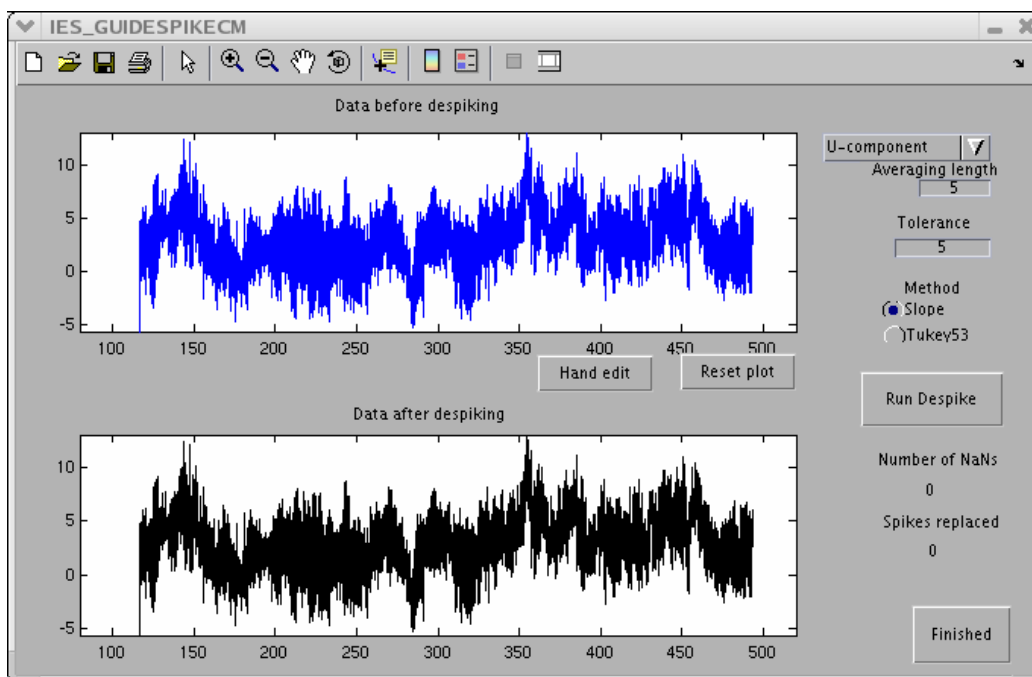 IES_GUIDESPIKECM
Data before despiking
10
5
0
-5
100 150 200 250 300 350 400 450 500
U-component
Averaging length
5
Tolerance
5
Method
Slope
Tukey53
Hand edit Reset plot
Run Despike
Data after despiking
10
5
0
-5
100 150 200 250 300 350 400 450 500
Number of NaNs
0
Spikes replaced
0
Finished